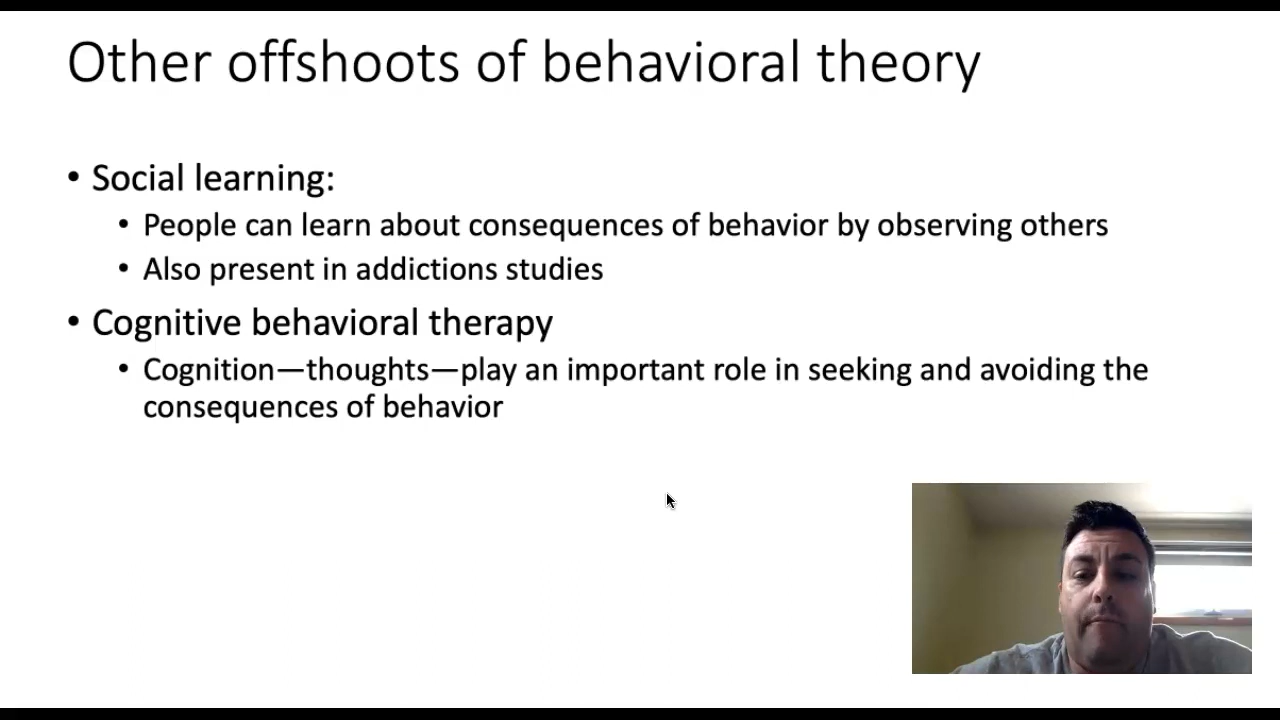 Other offshoots of behavioral theory
• Social learning:
• People can learn about consequences of behavior by observing others
• Also present in addictions studies
• Cognitive behavioral therapy
• Cognition—thoughts—play an important role in seeking and avoiding the
consequences of behavior